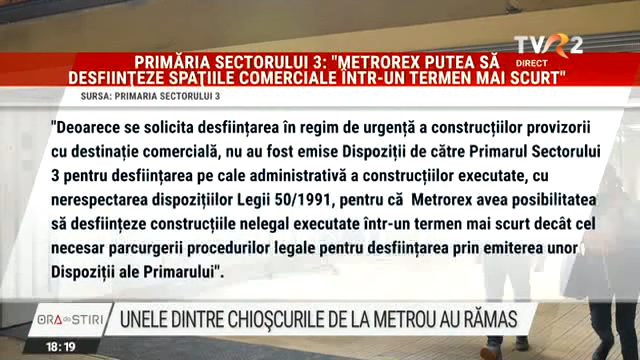 PRIMĂRIA SECTORULUI 3: "METROREX PUTEA SĂ
DESFIINȚEZE SPAȚIILE COMERCIALE ÎNTR-UN TERMEN MAI SCURT"
TVR2
DIRECT
SURSA: PRIMARIA SECTORULUI 3
"Deoarece se solicita desființarea în regim de urgență a construcțiilor provizorii
cu destinație comercială, nu au fost emise Dispoziții de către Primarul Sectorului
3 pentru desființarea pe cale administrativă a construcțiilor executate, cu
nerespectarea dispozițiilor Legii 50/1991, pentru că Metrorex avea posibilitatea
să desființeze construcțiile nelegal executate într-un termen mai scurt decât cel
necesar parcurgerii procedurilor legale pentru desființarea prin emiterea unor
Dispoziții ale Primarului".
ORA de STIRI
UNELE DINTRE CHIOŞCURILE DE LA METROU AU RĂMAS
18:19